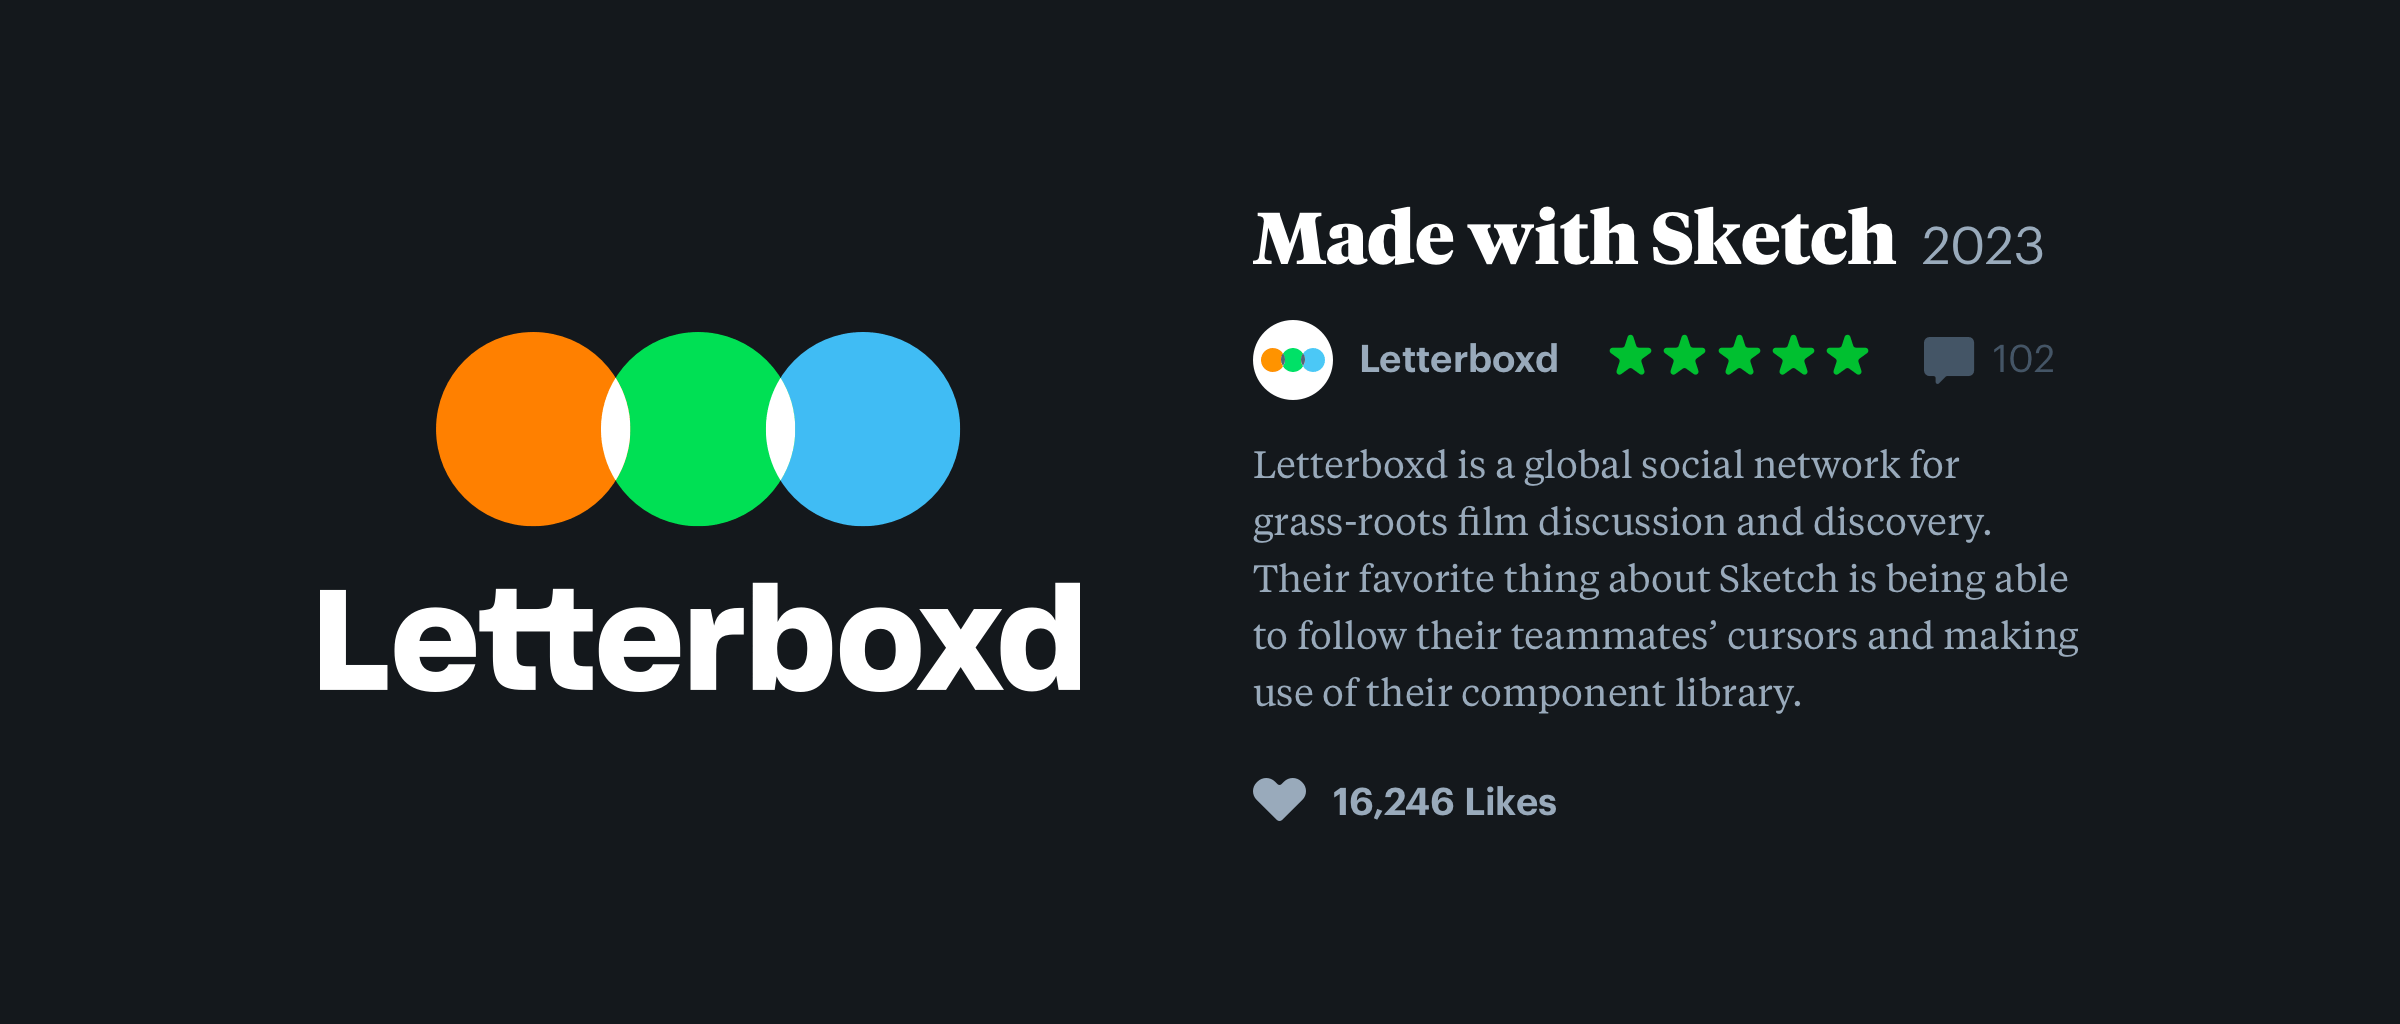 Letterboxd
Made with Sketch 2023
Letterboxd 102
Letterboxd is a global social network for
grass-roots film discussion and discovery.
Their favorite thing about Sketch is being able
to follow their teammates’ cursors and making
use of their component library.
16,246 Likes